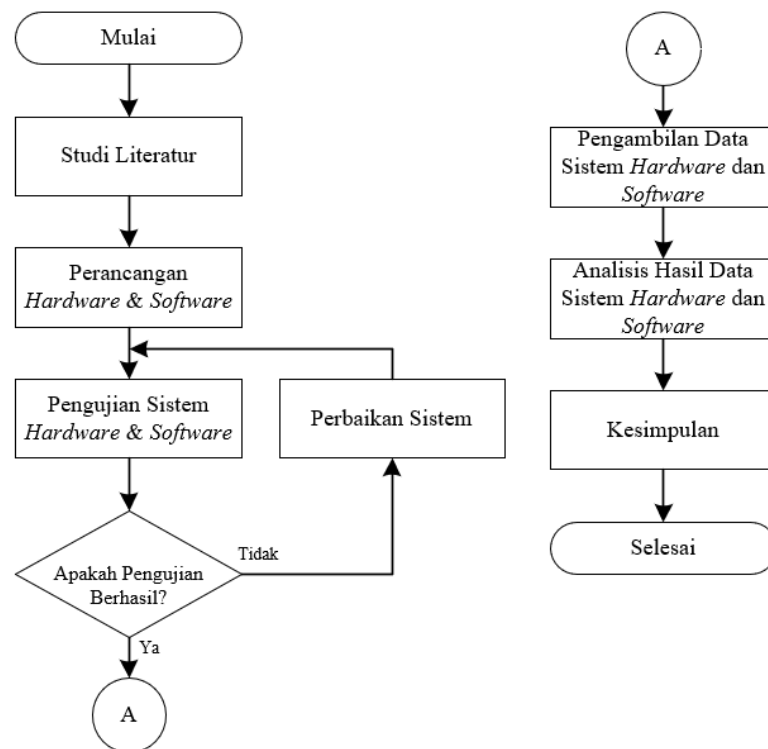 Mulai
Studi Literatur
Perancangan
Hardware & Software
Pengujian Sistem
Hardware & Software
Perbaikan Sistem
Apakah Pengujian
Berhasil?
Tidak
Ya
A
A
Pengambilan Data
Sistem Hardware dan
Software
Analisis Hasil Data
Sistem Hardware dan
Software
Kesimpulan
Selesai